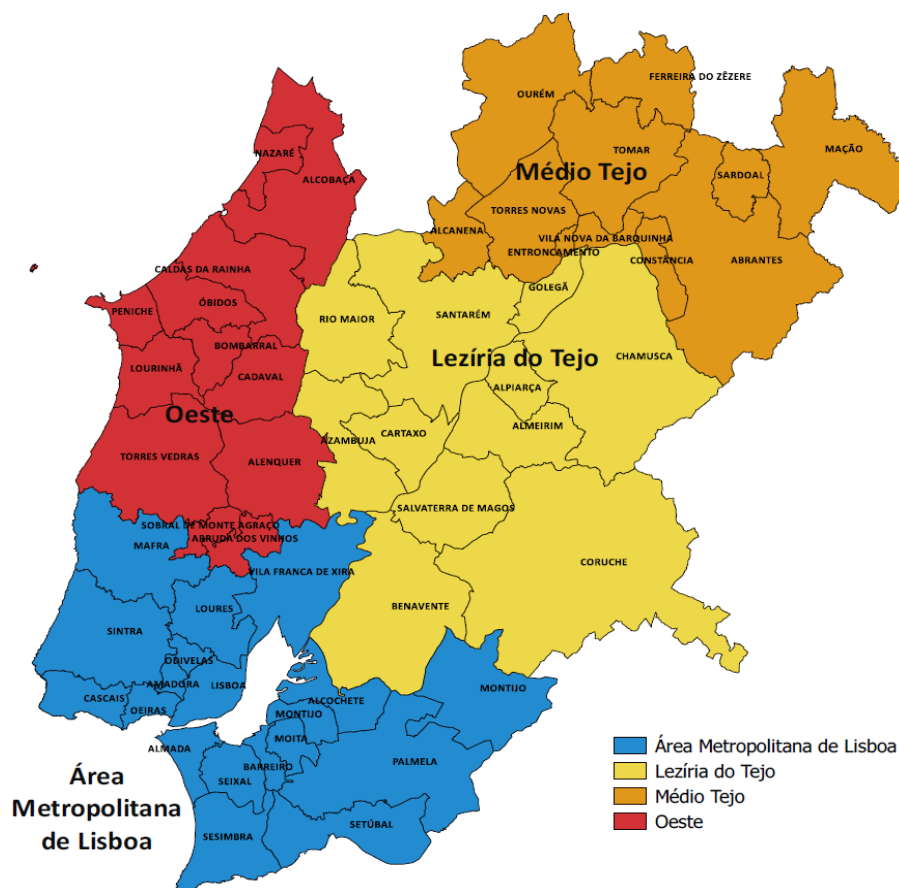 FERREIRA DO ZÊZERE
OURÉM
NAZARÉ
TOMAR
MAÇÃO
Médio Tejo
SARDOAL
ALCOBAÇA
TORRES NOVAS
ALCANENA
VILA NOVA DA BARQUINHA
ENTRONCAMENTO
CONSTÂNCIA
ABRANTES
CALDAS DA RAINHA
GOLEGÃ
ÓBIDOS
PENICHE
RIO MAIOR
SANTARÉM
BOMBARRAL
LOURINHÃ
CADAVAL
Lezíria do Tejo
CHAMUSCA
ALPIARÇA
Oeste
ALMEIRIM
AZAMBUJA
CARTAXO
TORRES VEDRAS
ALENQUER
SALVATERRA DE MAGOS
SOBRAL DE MONTE AGRAÇO
ARRUDA DOS VINHOS
MAFRA
CORUCHE
VILA FRANCA DE XIRA
LOURES
BENAVENTE
SINTRA
ODIVELAS
AMADORA
LISBOA
MONTIJO
CASCAIS
OEIRAS
ALCOCHETE
MONTIJO
MOITA
ALMADA
BARREIRO
PALMELA
SEIXAL
SETÚBAL
SESIMBRA
Área
Metropolitana
de Lisboa
Área Metropolitana de Lisboa
Lezíria do Tejo
Médio Tejo
Oeste